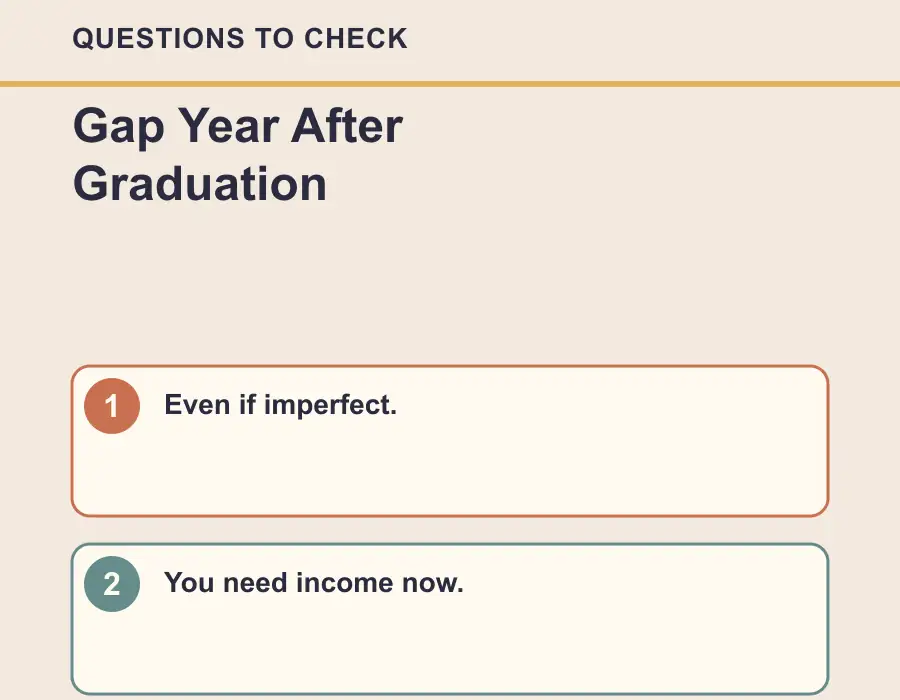 QUESTIONS TO CHECK
Gap Year After
Graduation
1 Even if imperfect.
2 You need income now.